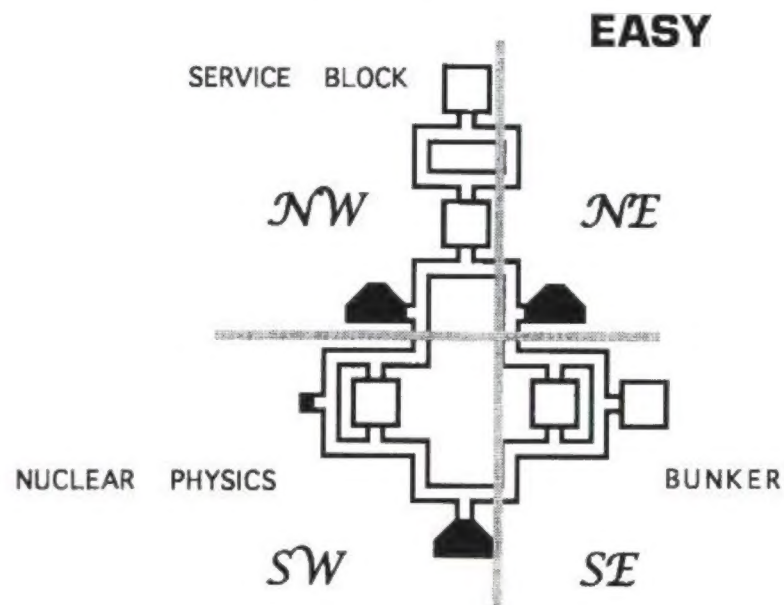 EASY
SERVICE BLOCK
NW NE
NUCLEAR PHYSICS BUNKER
SW SE